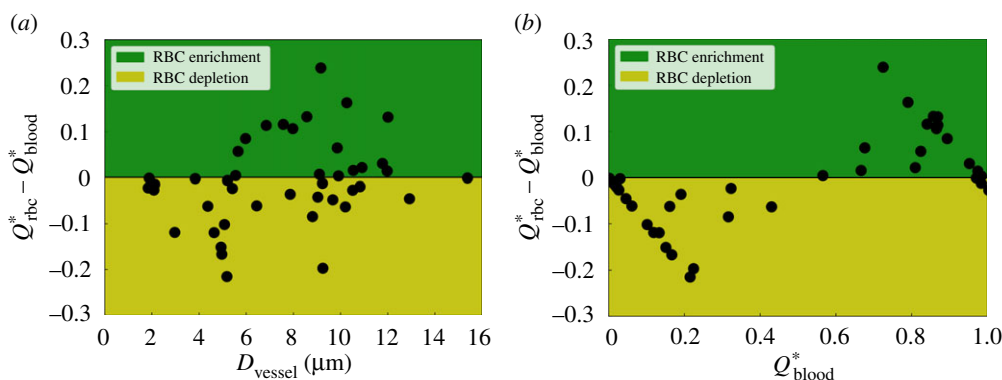 (a)
0.3
0.2
0.1
0
–0.1
–0.2
–0.3
Q*rbc – Q*blood
RBC enrichment
RBC depletion
0 2 4 6 8 10 12 14 16
Dvessel (μm)
(b)
0.3
0.2
0.1
0
–0.1
–0.2
–0.3
Q*rbc – Q*blood
RBC enrichment
RBC depletion
0 0.2 0.4 0.6 0.8 1.0
Q*blood